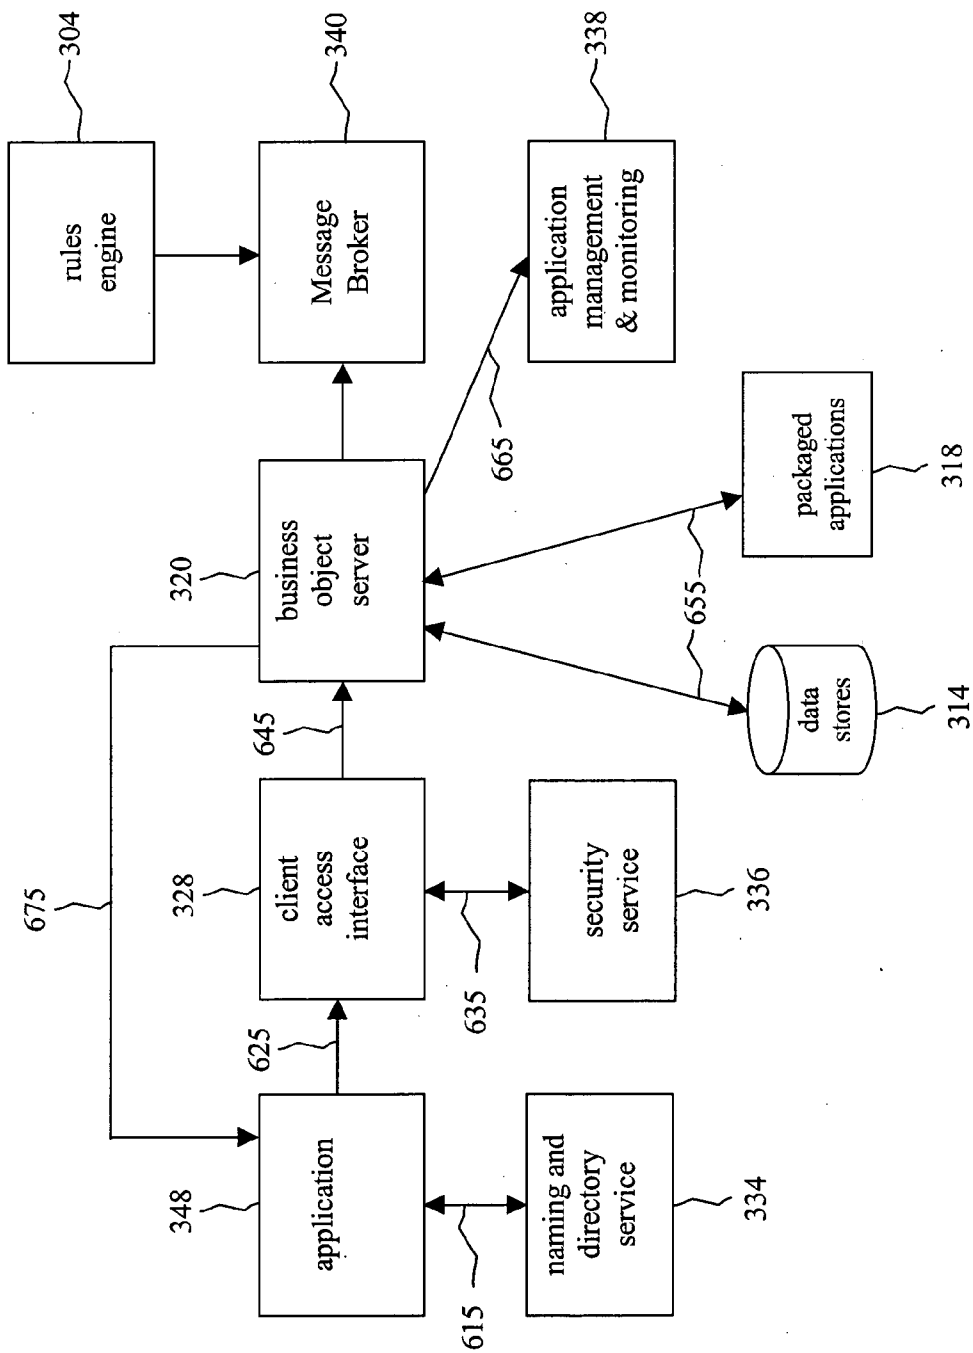 675
348
application
625
328
client
access
interface
645
320
business
object
server
Message
Broker
340
rules
engine
304
615
naming and
directory
service
334
635
security
service
336
655
data
stores
314
packaged
applications
318
665
application
management
& monitoring
338